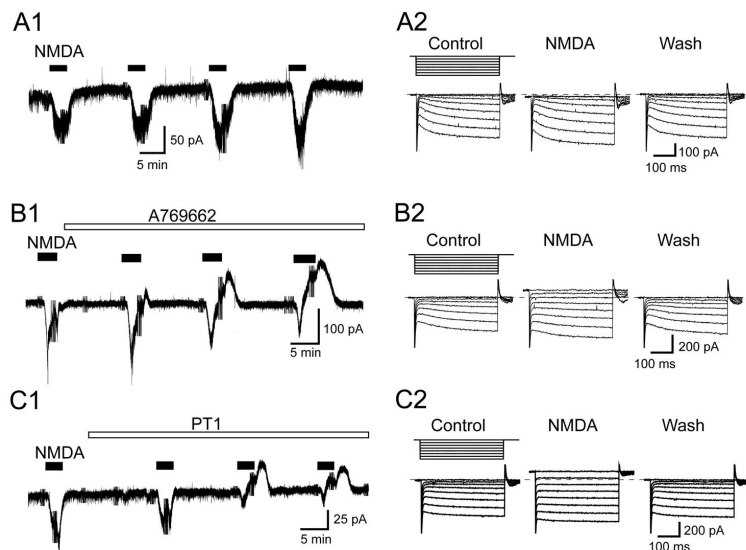 A1
NMDA
50 pA
5 min
A2
Control NMDA Wash
100 pA
100 ms
B1
A769662
NMDA
100 pA
5 min
B2
Control NMDA Wash
200 pA
100 ms
C1
PT1
NMDA
25 pA
5 min
C2
Control NMDA Wash
200 pA
100 ms